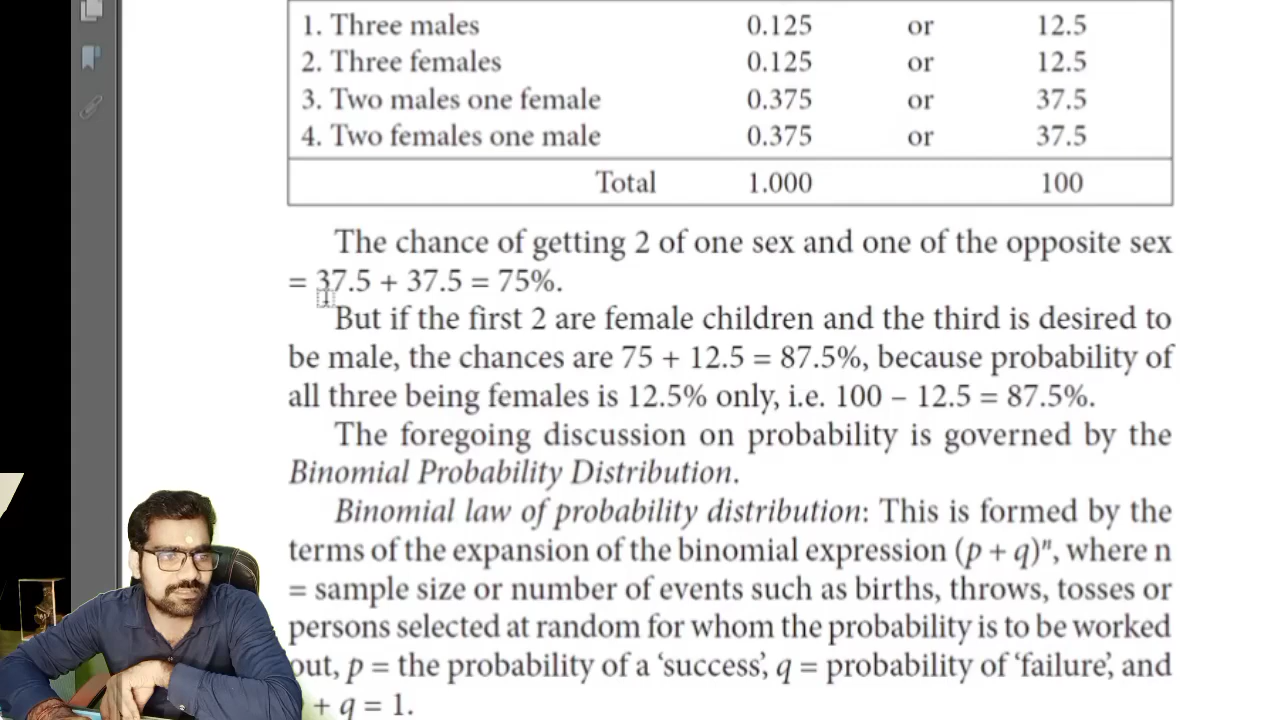 1. Three males 0.125 or 12.5
2. Three females 0.125 or 12.5
3. Two males one female 0.375 or 37.5
4. Two females one male 0.375 or 37.5
Total 1.000 100
The chance of getting 2 of one sex and one of the opposite sex
= 37.5 + 37.5 = 75%.
But if the first 2 are female children and the third is desired to
be male, the chances are 75 + 12.5 = 87.5%, because probability of
all three being females is 12.5% only, i.e. 100 – 12.5 = 87.5%.
The foregoing discussion on probability is governed by the
Binomial Probability Distribution.
Binomial law of probability distribution: This is formed by the
terms of the expansion of the binomial expression (p + q)ⁿ, where n
= sample size or number of events such as births, throws, tosses or
persons selected at random for whom the probability is to be worked
out, p = the probability of a ‘success’, q = probability of ‘failure’, and
+ q = 1.